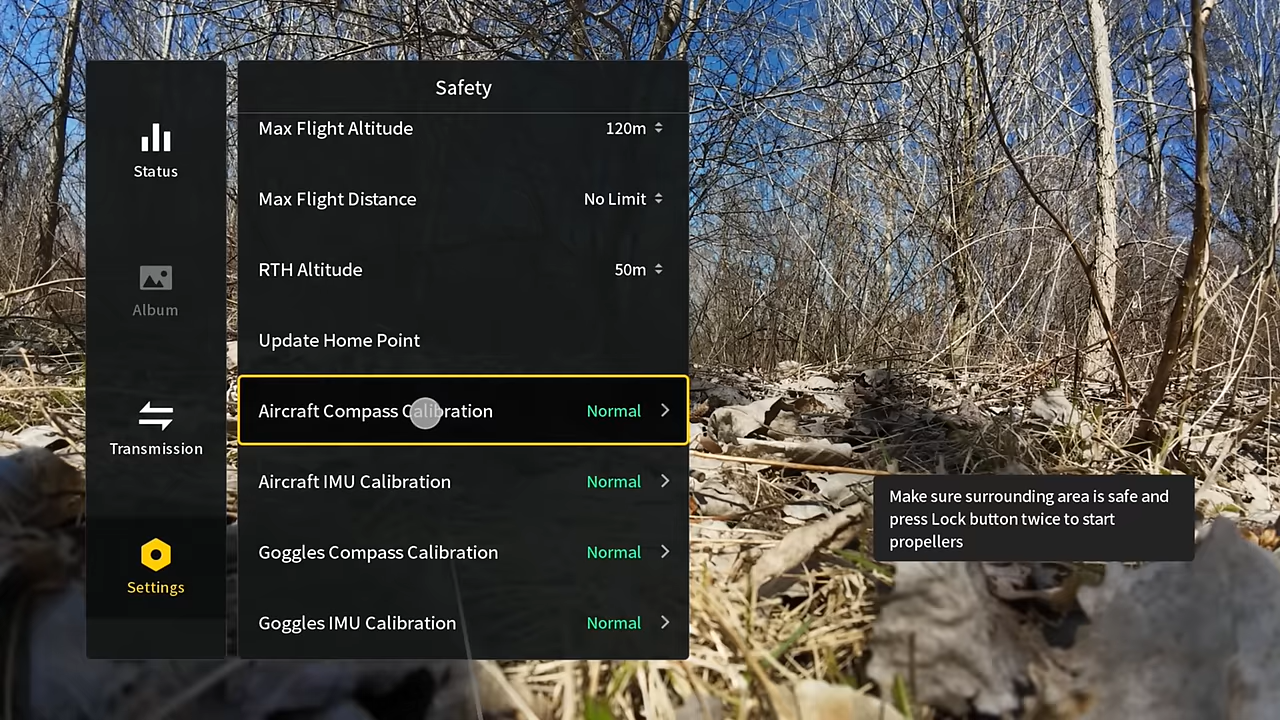 Safety
Status
Album
Transmission
Settings
Max Flight Altitude 120m
Max Flight Distance No Limit
RTH Altitude 50m
Update Home Point
Aircraft Compass Calibration Normal
Aircraft IMU Calibration Normal
Goggles Compass Calibration Normal
Goggles IMU Calibration Normal
Make sure surrounding area is safe and
press Lock button twice to start
propellers